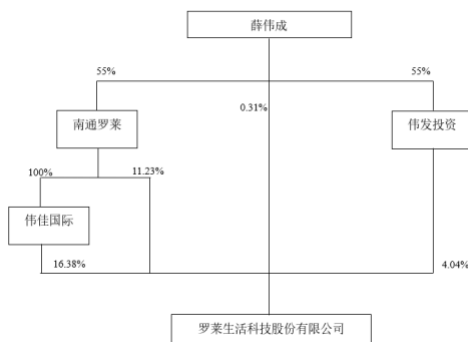 薛伟成
55%
55%
0.31%
南通罗莱
伟发投资
100%
11.23%
伟佳国际
16.38%
4.04%
罗莱生活科技股份有限公司